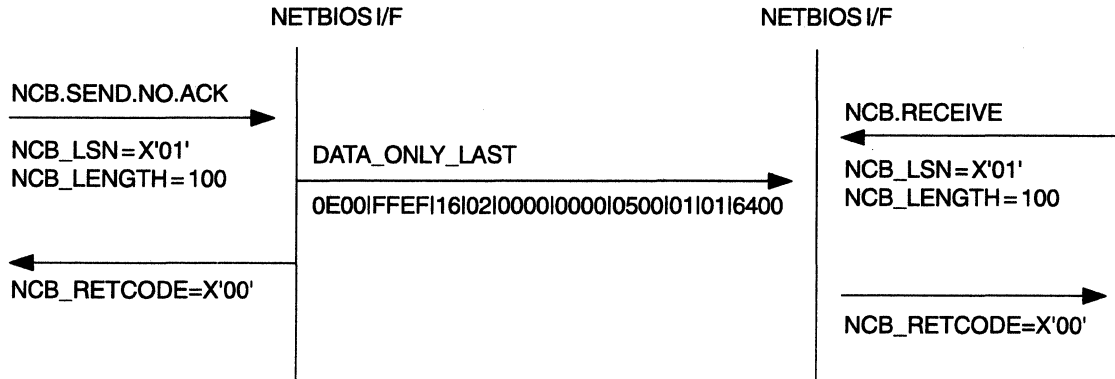 NETBIOS I/F
NETBIOS I/F
NCB.SEND.NO.ACK
NCB_LSN=X'01'
NCB_LENGTH=100
DATA_ONLY_LAST
0E00|FFEF|16|02|0000|0000|0500|01|01|6400
NCB.RECEIVE
NCB_LSN=X'01'
NCB_LENGTH=100
NCB_RETCODE=X'00'
NCB_RETCODE=X'00'